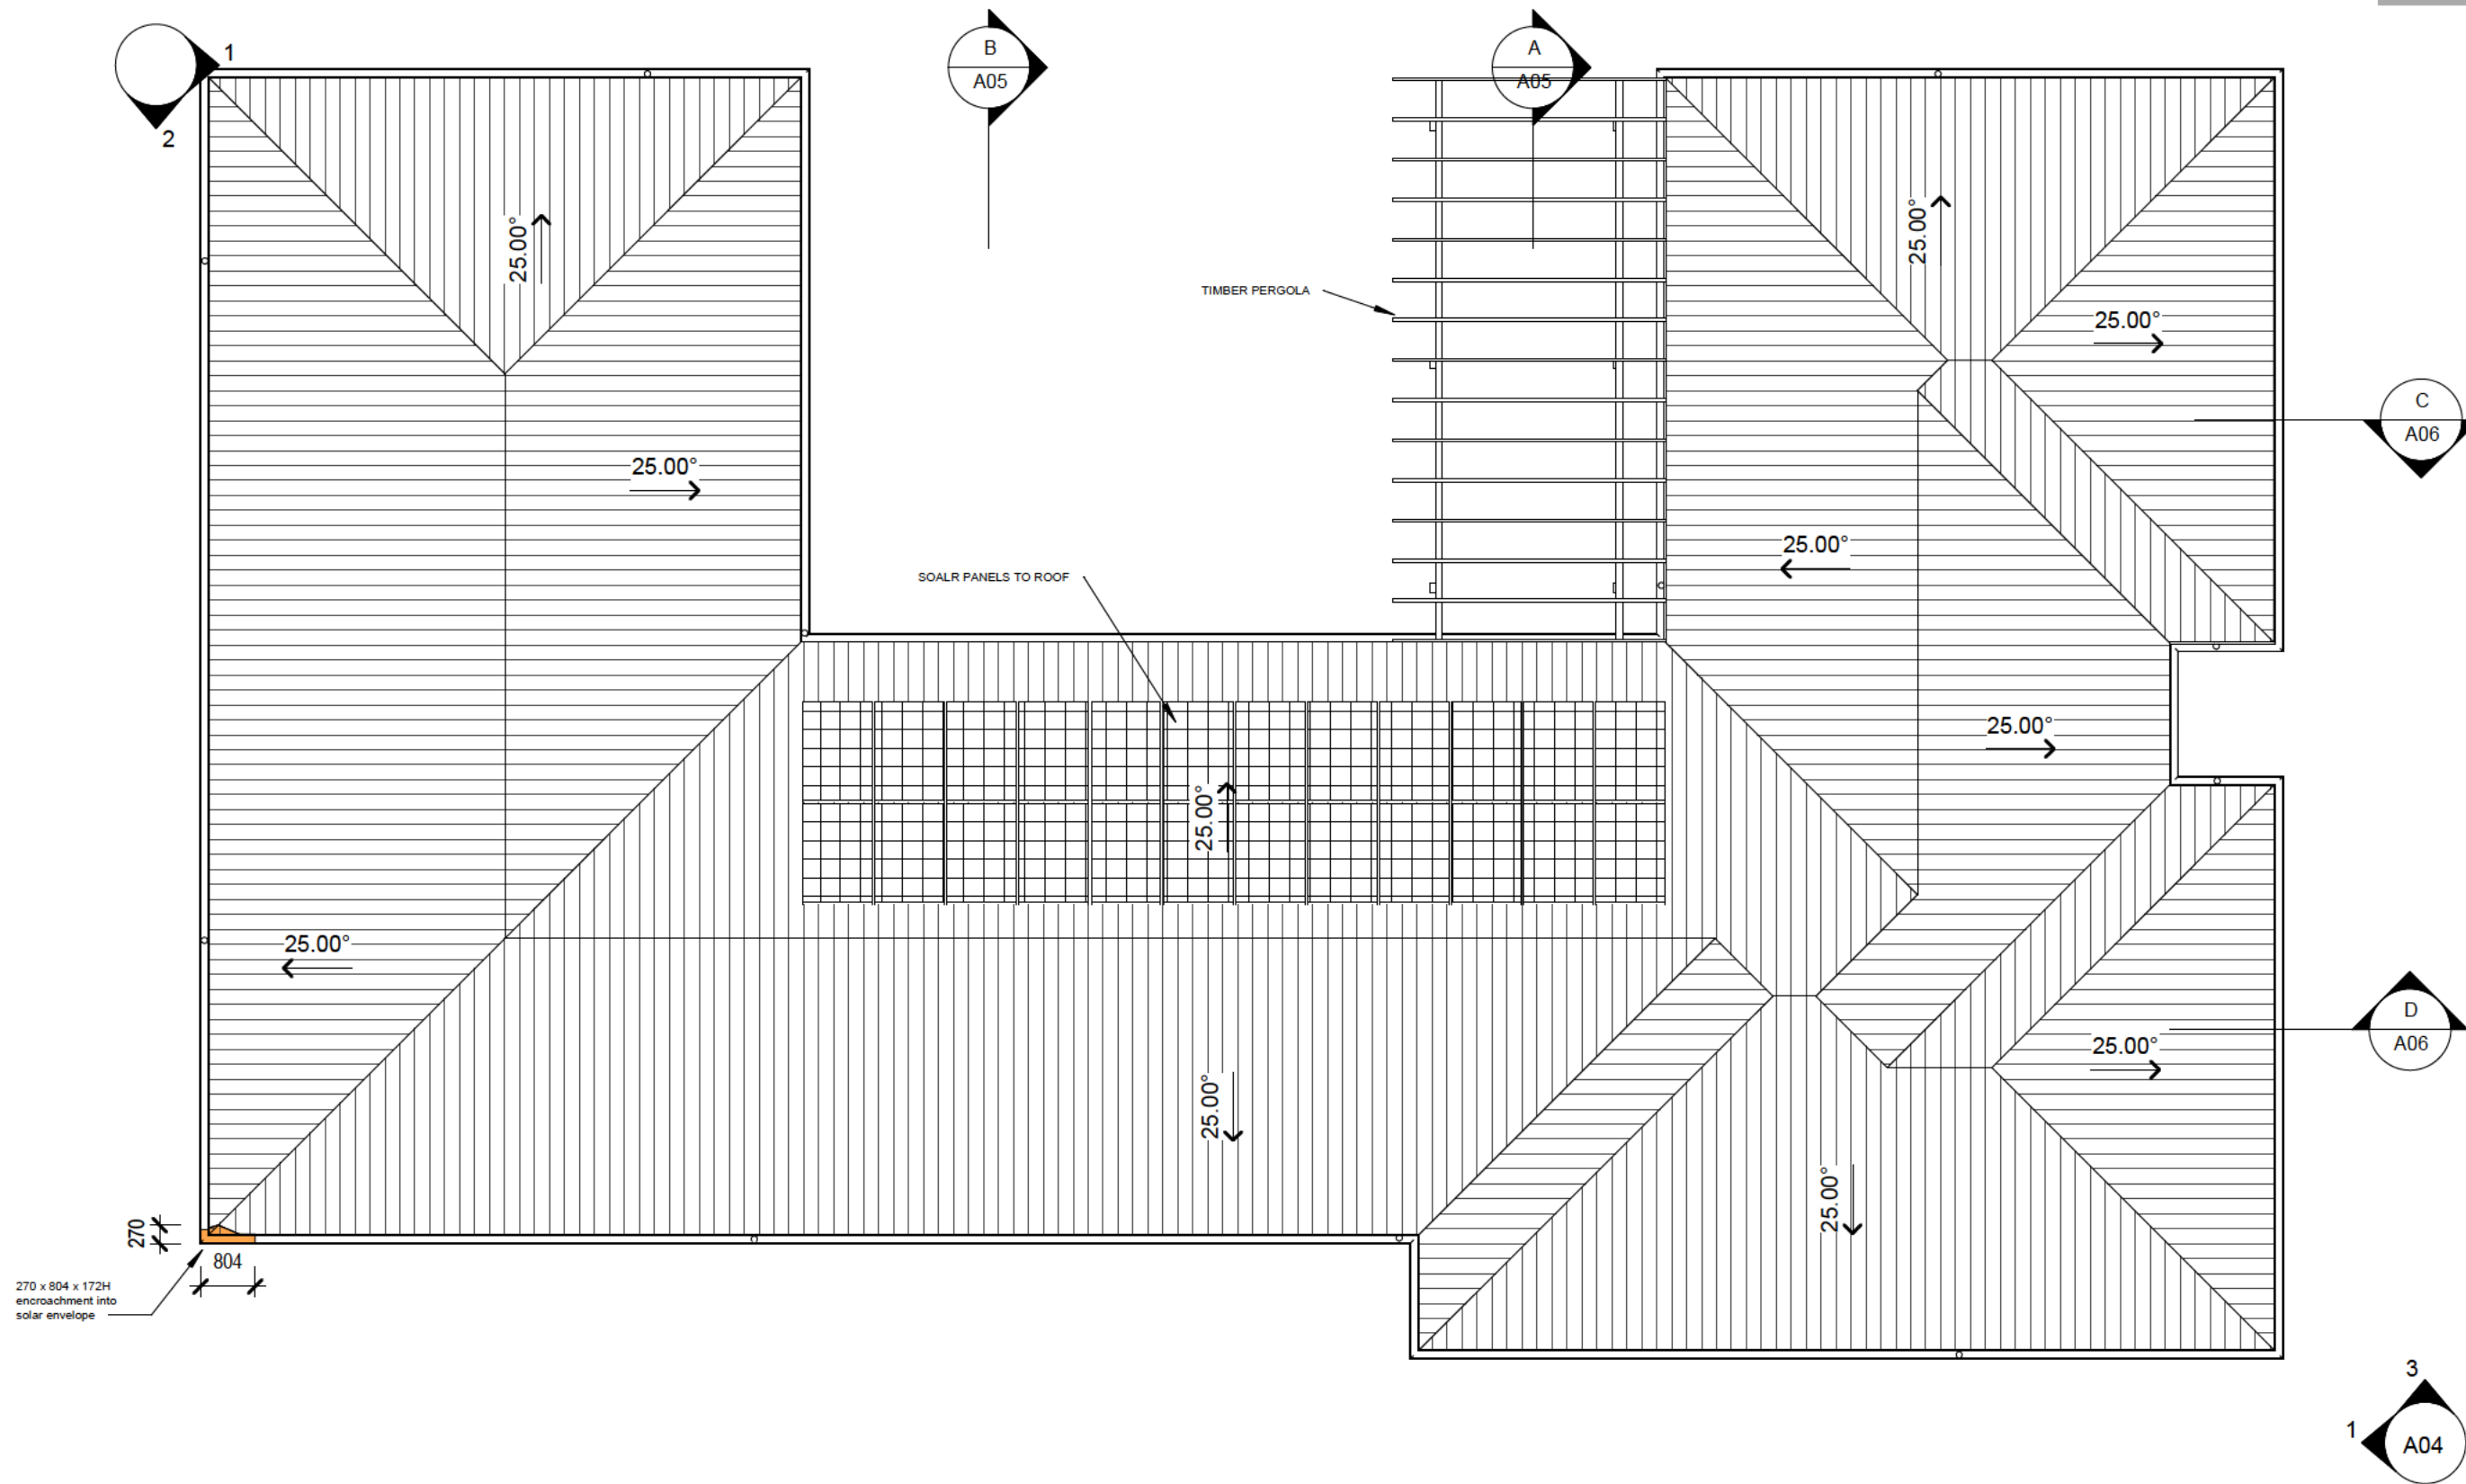 1
2
B
A05
A
A05
25.00°
25.00°
TIMBER PERGOLA
25.00°
C
A06
25.00°
25.00°
SOALR PANELS TO ROOF
25.00°
25.00°
25.00°
D
A06
25.00°
25.00°
25.00°
270
804
270 x 804 x 172H
encroachment into
solar envelope
3
1
A04